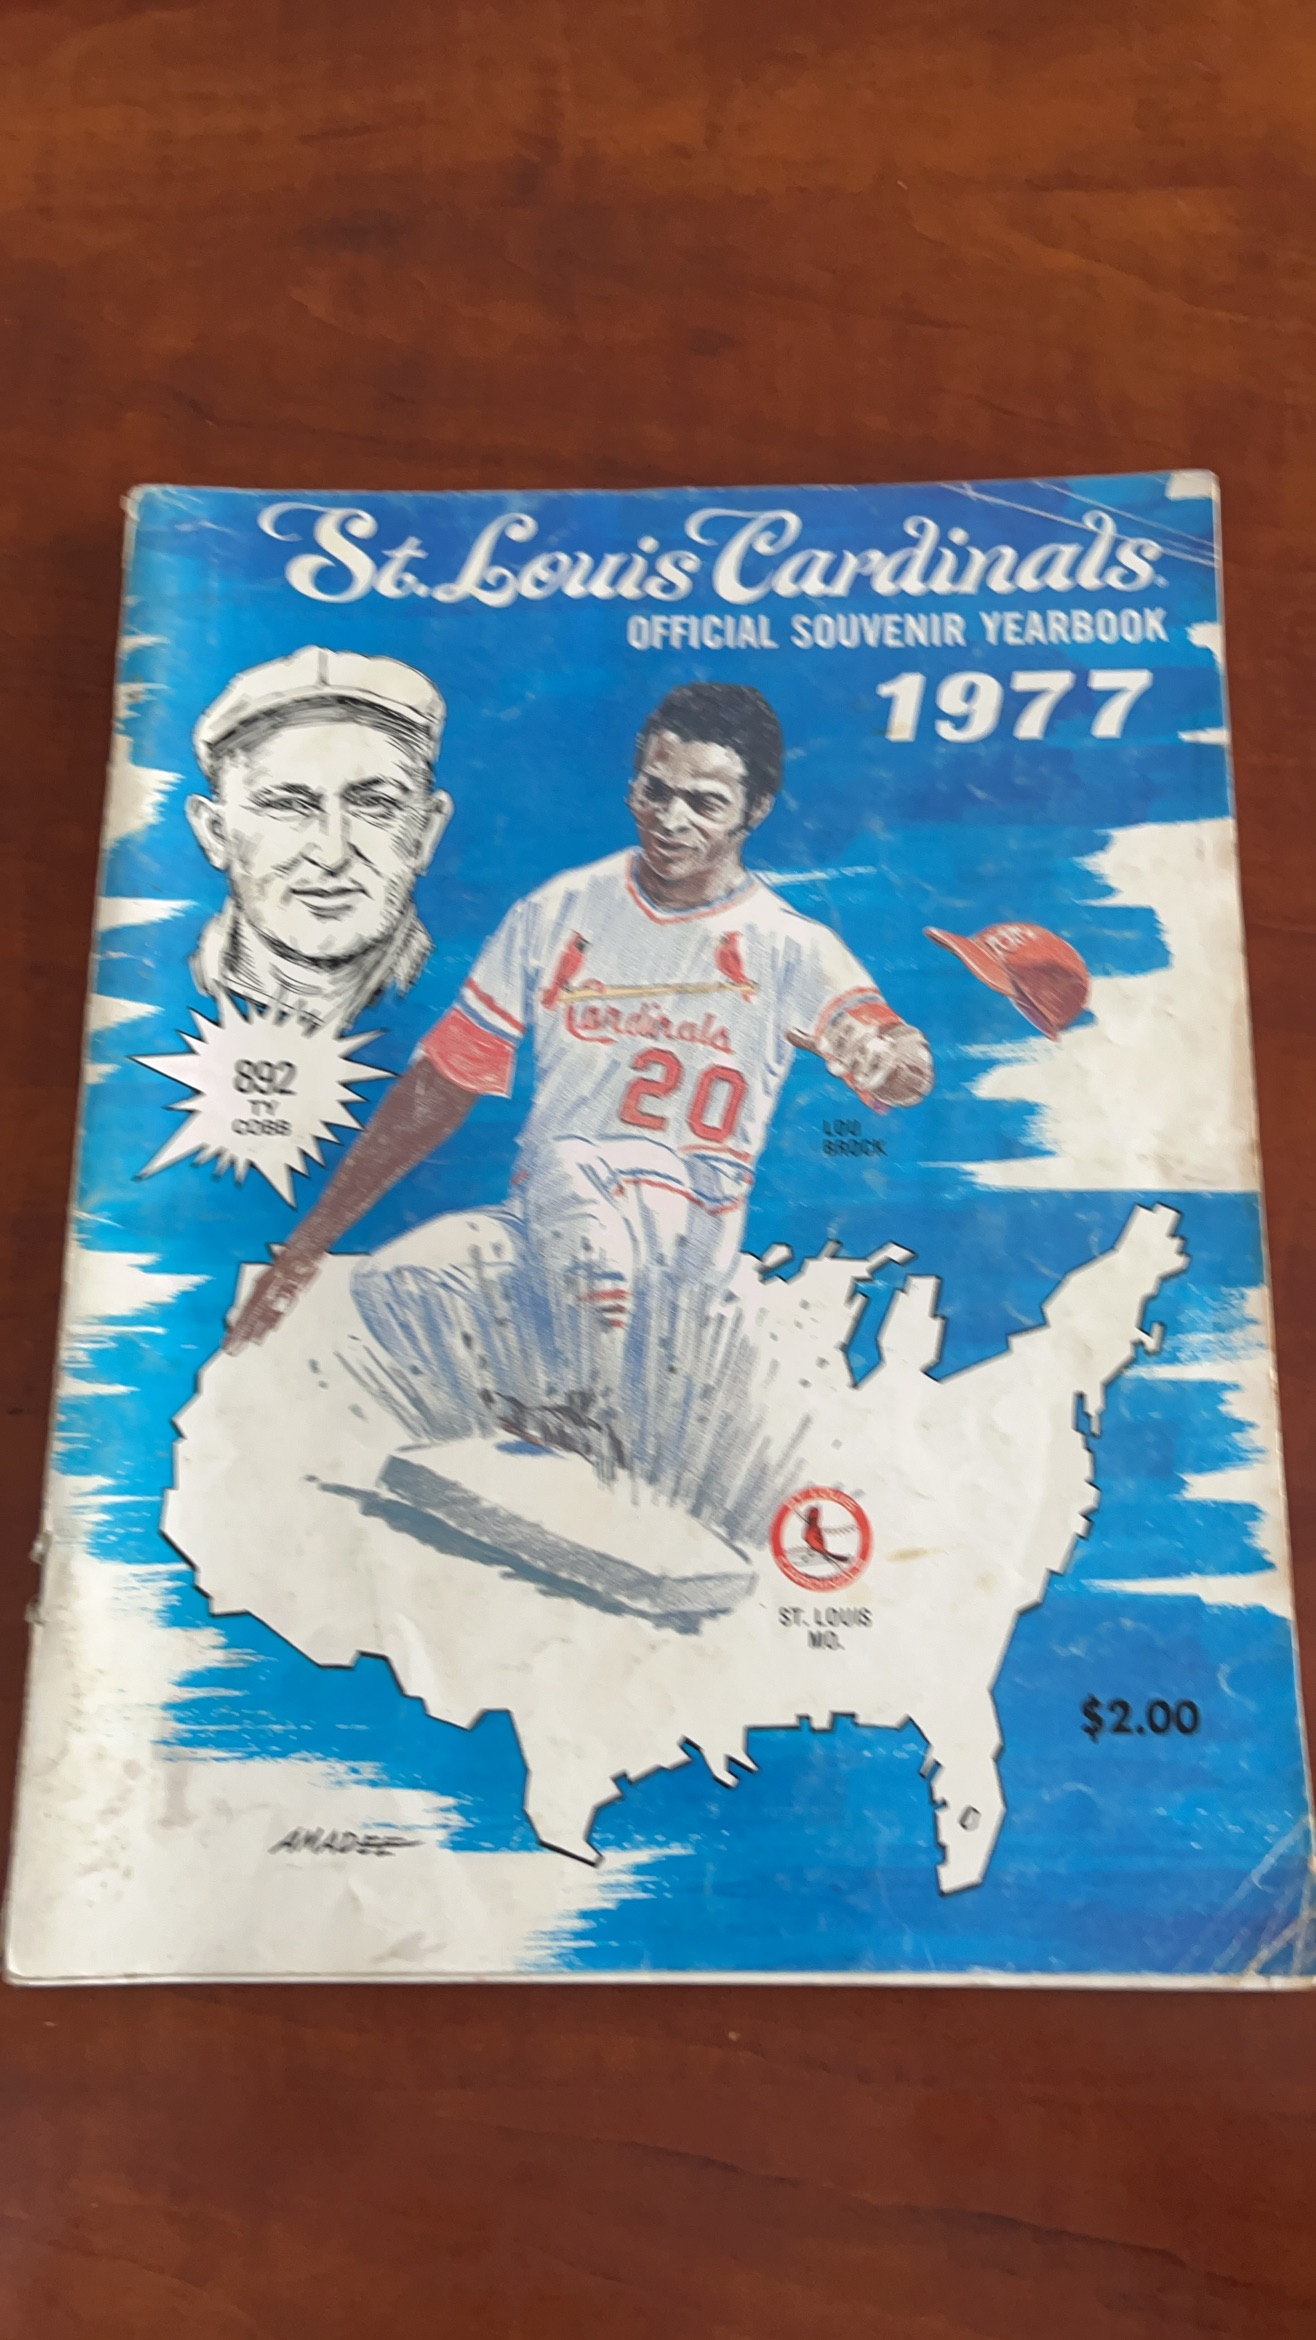 St. Louis Cardinals
OFFICIAL SOUVENIR YEARBOOK
1977
892
TY
COBB
Cardinals
20
LOU
BROCK
ST. LOUIS
MO.
$2.00
AMADEE